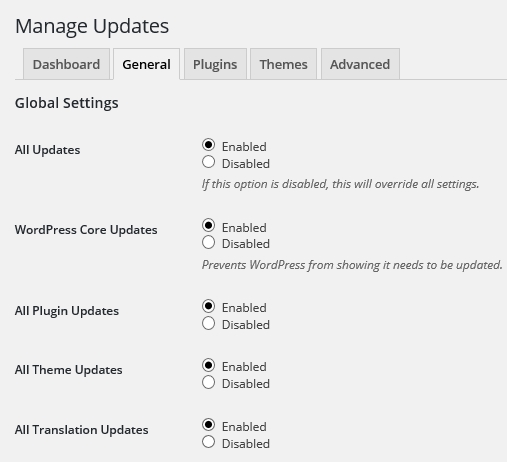 Manage Updates
Dashboard General Plugins Themes Advanced
Global Settings
All Updates
Enabled
Disabled
If this option is disabled, this will override all settings.
WordPress Core Updates
Enabled
Disabled
Prevents WordPress from showing it needs to be updated.
All Plugin Updates
Enabled
Disabled
All Theme Updates
Enabled
Disabled
All Translation Updates
Enabled
Disabled